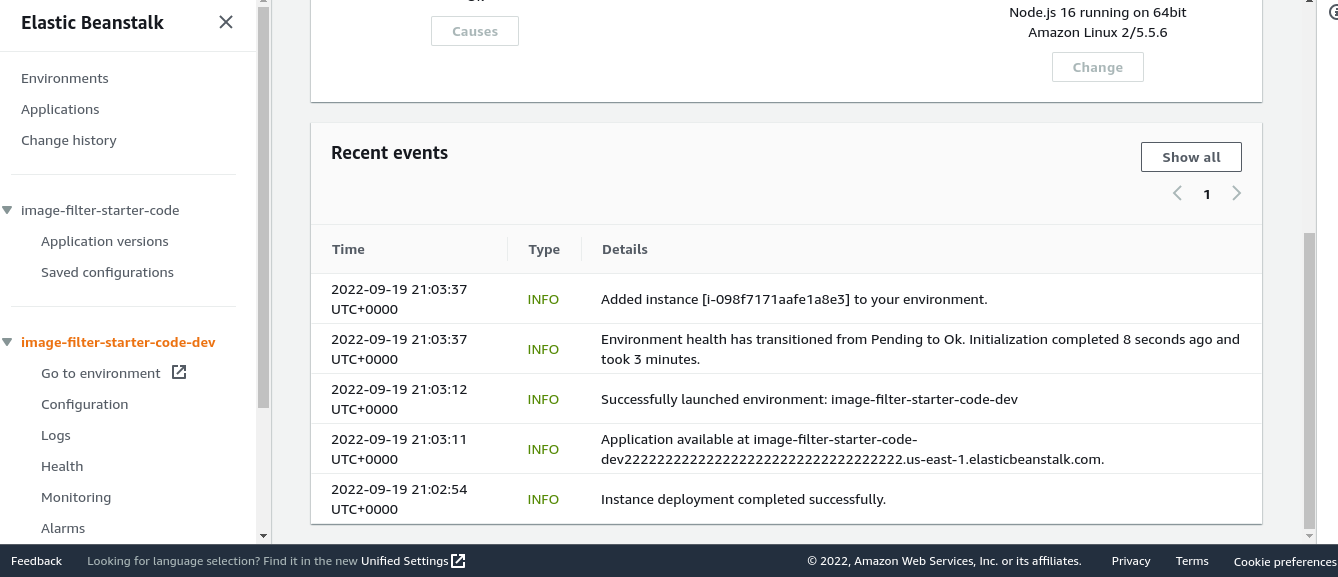 Elastic Beanstalk
Environments
Applications
Change history
image-filter-starter-code
Application versions
Saved configurations
image-filter-starter-code-dev
Go to environment
Configuration
Logs
Health
Monitoring
Alarms
Causes
Node.js 16 running on 64bit
Amazon Linux 2/5.5.6
Change
Recent events
Show all
1
Time Type Details
2022-09-19 21:03:37
UTC+0000
INFO
Added instance [i-098f7171aafe1a8e3] to your environment.
2022-09-19 21:03:37
UTC+0000
INFO
Environment health has transitioned from Pending to Ok. Initialization completed 8 seconds ago and
took 3 minutes.
2022-09-19 21:03:12
UTC+0000
INFO
Successfully launched environment: image-filter-starter-code-dev
2022-09-19 21:03:11
UTC+0000
INFO
Application available at image-filter-starter-code-
dev2222222222222222222222222222222222.us-east-1.elasticbeanstalk.com.
2022-09-19 21:02:54
UTC+0000
INFO
Instance deployment completed successfully.
Feedback
Looking for language selection? Find it in the new Unified Settings
© 2022, Amazon Web Services, Inc. or its affiliates.
Privacy
Terms
Cookie preferences